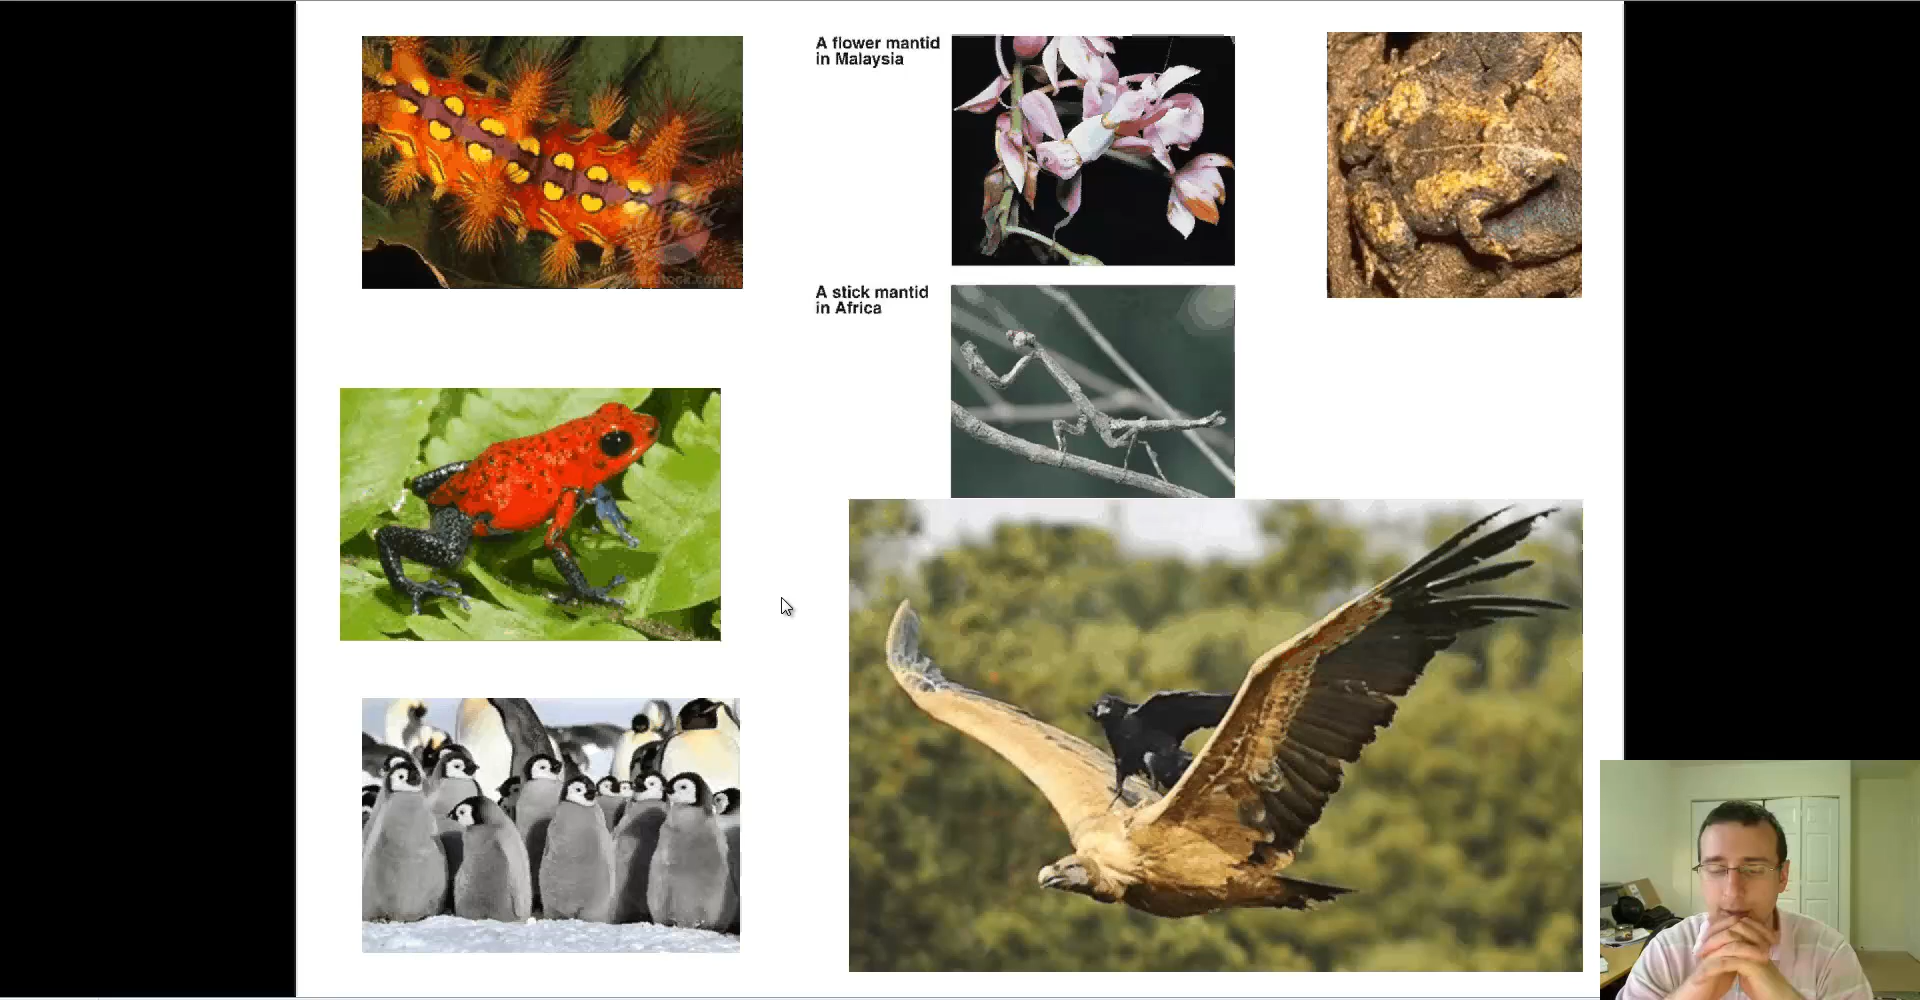 A flower mantid
in Malaysia
A stick mantid
in Africa